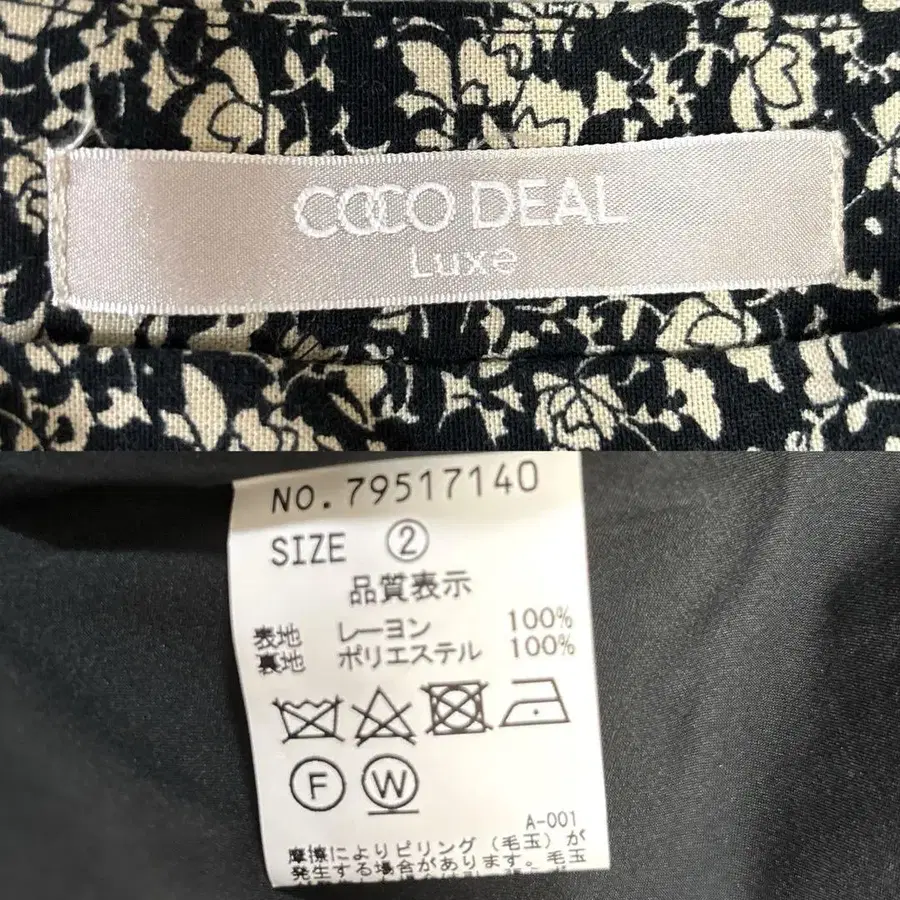 COCO DEAL
Luxe
NO.79517140
SIZE ②
品質表示
表地 レーヨン 100%
裏地 ポリエステル 100%
F W
A-001
摩擦によりピリング(毛玉)が
発生する場合があります。毛玉